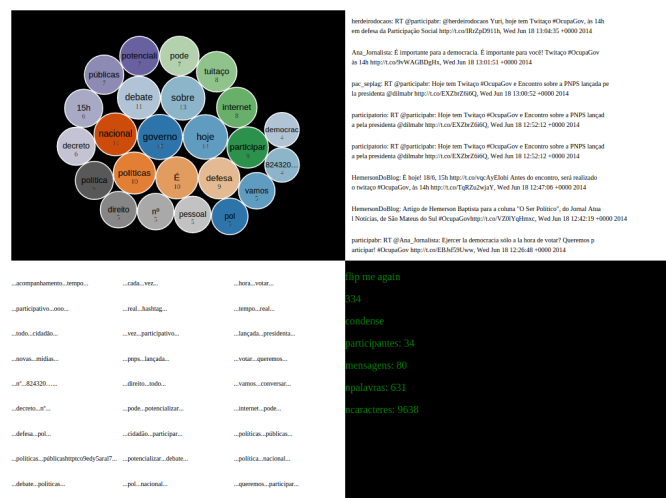 potenciali
7
pode
7
públicas
7
tuitaço
8
debate
11
sobre
13
15h
6
internet
8
nacional
11
governo
12
hoje
11
democrac
4
decreto
6
participar
9
824320...
4
política
políticas
10
É
10
defesa
9
vamos
5
direito
5
nº
5
pessoal
5
pol
herdeirodocaos: RT @participabr: @herdeirodocaos Yuri, hoje tem Twitaço #OcupaGov, às 14h
em defesa da Participação Social http://t.co/IRrZpD911h, Wed Jun 18 13:04:35 +0000 2014
Ana_Jornalista: É importante para a democracia. É importante para você! Twitaço #OcupaGov
às 14h http://t.co/9vWAGBDgHx, Wed Jun 18 13:01:51 +0000 2014
pac_seplag: RT @participabr: Hoje tem Twitaço #OcupaGov e Encontro sobre a PNPS lançada pe
la presidenta @dilmabr http://t.co/EXZbrZ6i6Q, Wed Jun 18 13:00:52 +0000 2014
participatorio: RT @participabr: Hoje tem Twitaço #OcupaGov e Encontro sobre a PNPS lançad
a pela presidenta @dilmabr http://t.co/EXZbrZ6i6Q, Wed Jun 18 12:52:12 +0000 2014
participatorio: RT @participabr: Hoje tem Twitaço #OcupaGov e Encontro sobre a PNPS lançad
a pela presidenta @dilmabr http://t.co/EXZbrZ6i6Q, Wed Jun 18 12:52:12 +0000 2014
HemersonDoBlog: É hoje! 18/6, 15h http://t.co/vqcAyEIohi Antes do encontro, será realizado
o twitaço #OcupaGov, às 14h http://t.co/TqRZu2wjaY, Wed Jun 18 12:47:06 +0000 2014
HemersonDoBlog: Artigo de Hemerson Baptista para a coluna "O Ser Político", do Jornal Atua
l Notícias, de São Mateus do Sul #OcupaGovhttp://t.co/VZ0IYqHmxc, Wed Jun 18 12:42:19 +0000 2014
participabr: RT @Ana_Jornalista: Ejercer la democracia sólo a la hora de votar? Queremos p
articipar! #OcupaGov http://t.co/EBJsf59Uww, Wed Jun 18 12:26:48 +0000 2014
...acompanhamento...tempo... ...cada...vez... ...hora...votar...
...participativo...ooo... ...real...hashtag... ...tempo...real...
...todo...cidadão... ...vez...participativo... ...lançada...presidenta...
...novas...mídias... ...pnps...lançada... ...votar...queremos...
...nº...824320...... ...direito...todo... ...vamos...conversar...
...decreto...nº... ...pode...potencializar... ...internet...pode...
...defesa...pol... ...cidadão...participar... ...políticas...públicas...
...políticas...públicashttptco9edy5aral7... ...potencializar...debate... ...política...nacional...
...debate...políticas... ...pol...nacional... ...queremos...participar...
flip me again
334
condense
participantes: 34
mensagens: 80
npalavras: 631
ncaracteres: 9638